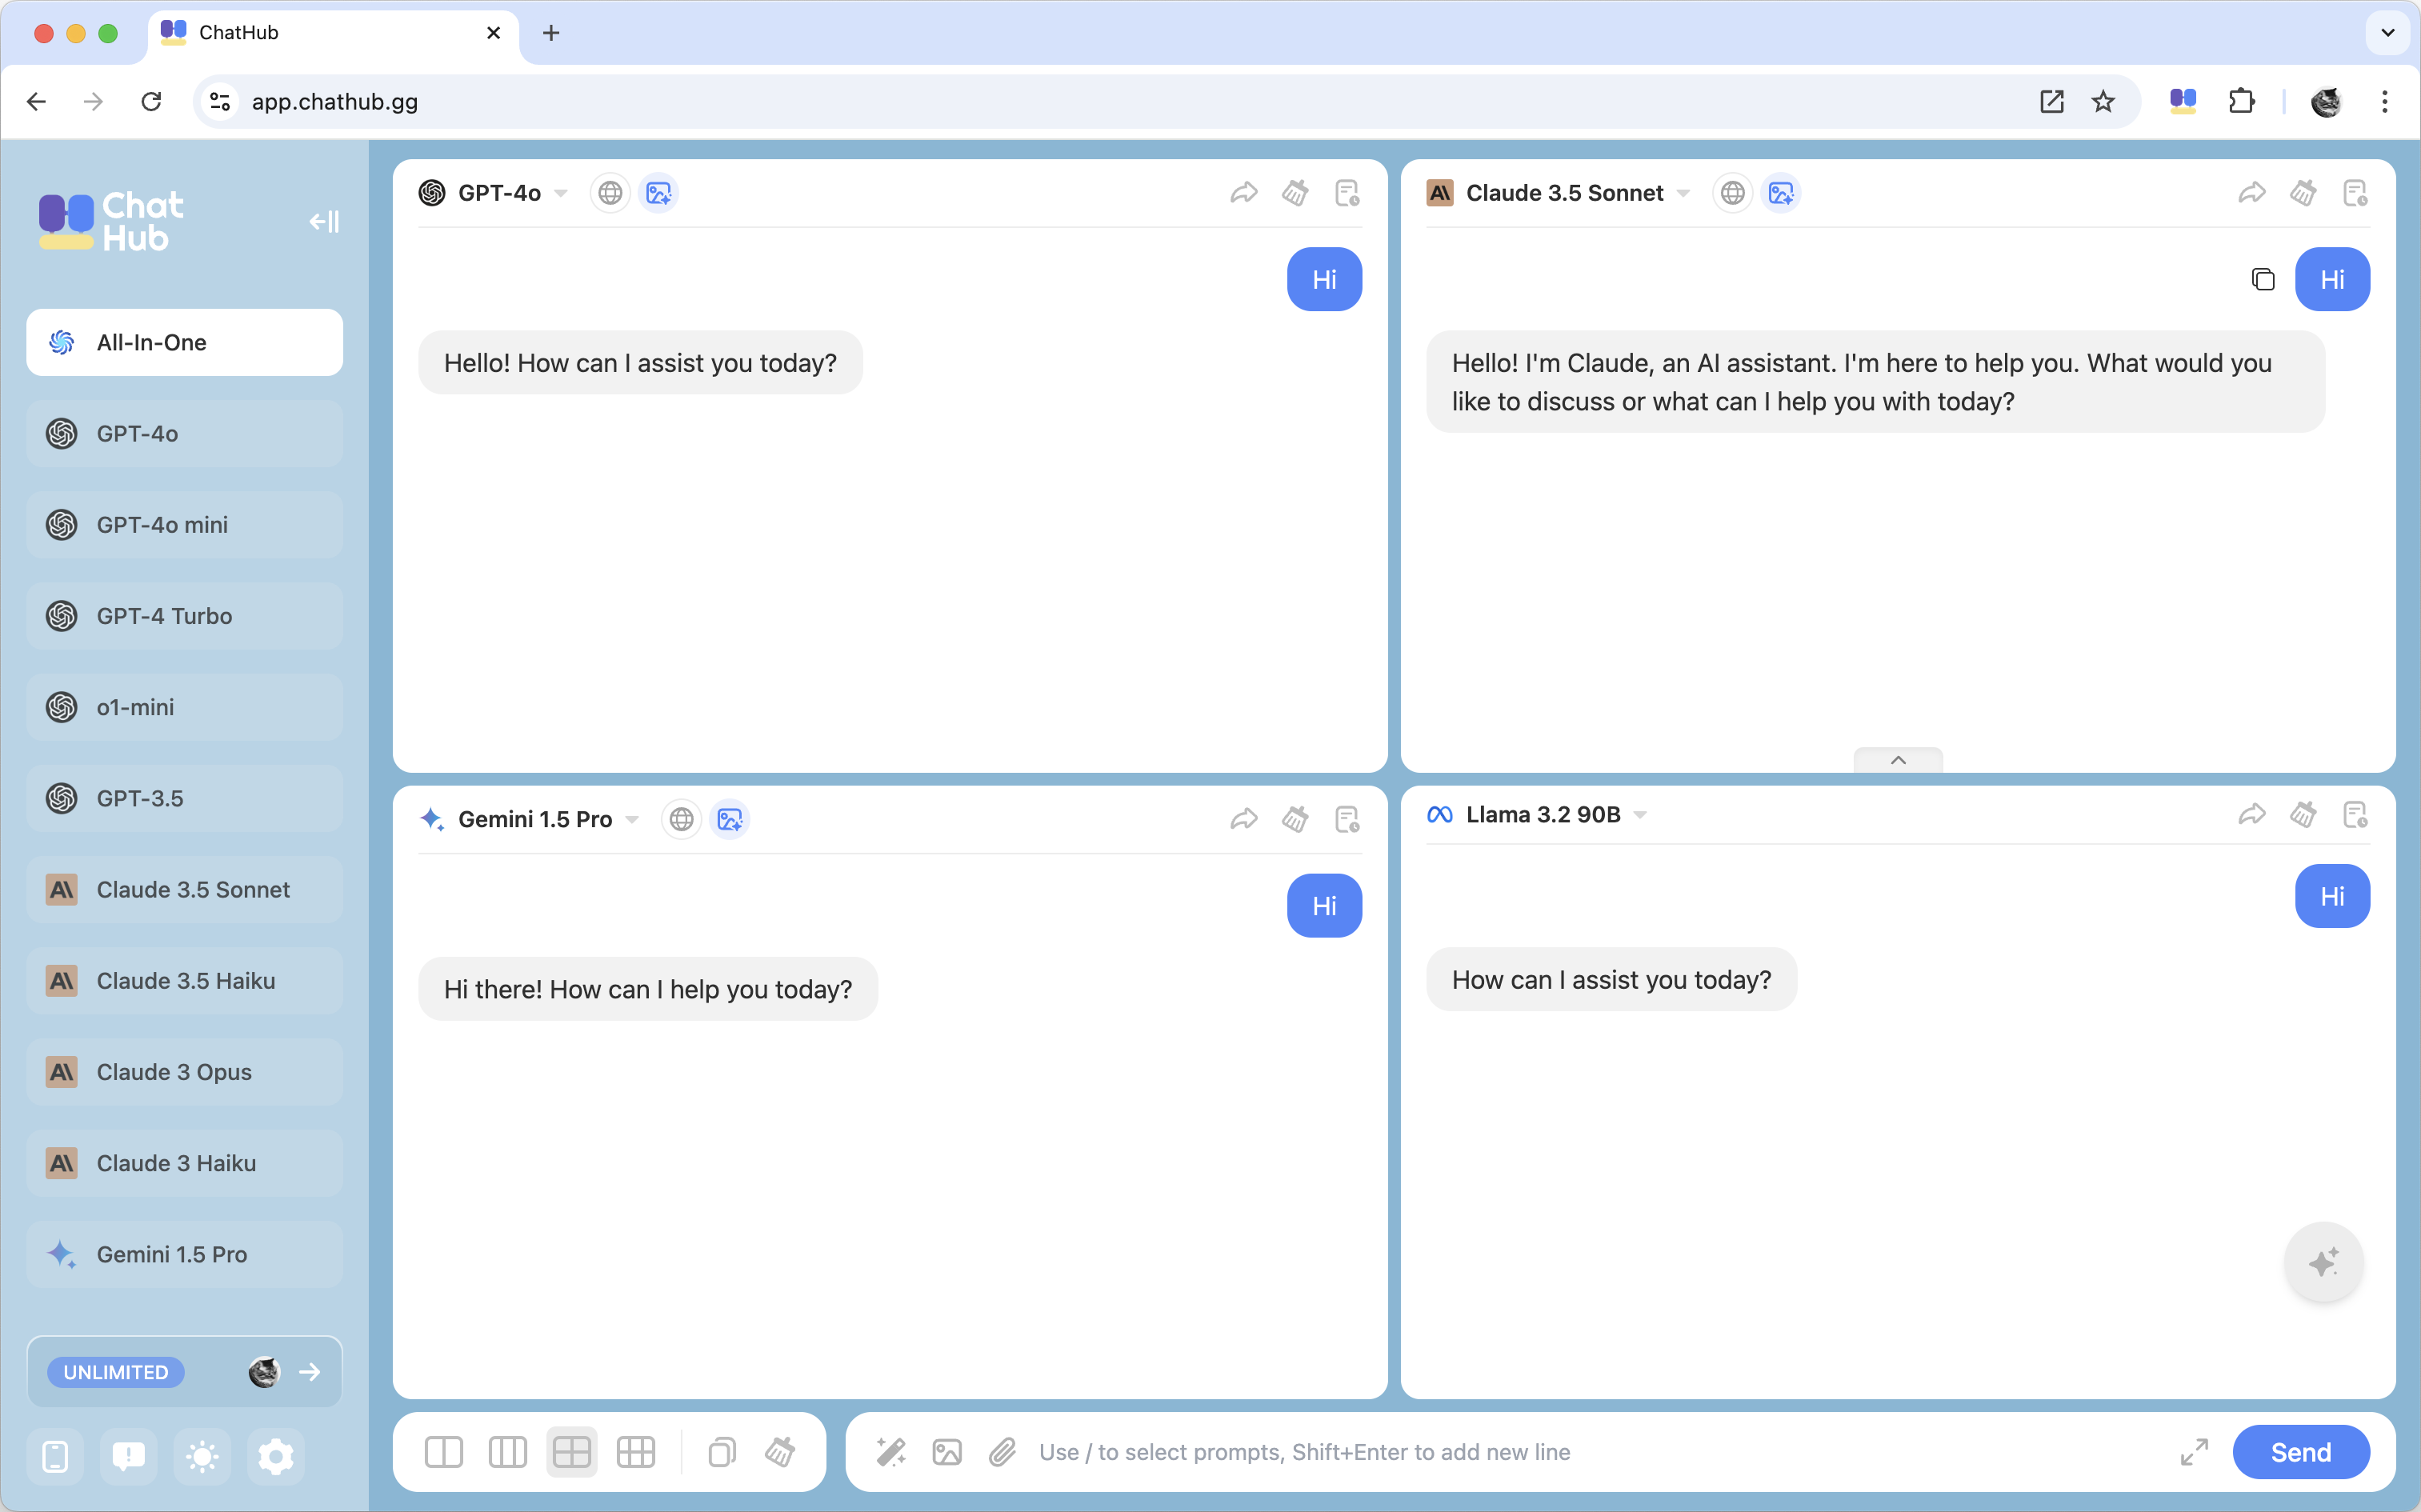 ChatHub
app.chathub.gg
Chat
Hub
All-In-One
GPT-4o
GPT-4o mini
GPT-4 Turbo
o1-mini
GPT-3.5
Claude 3.5 Sonnet
Claude 3.5 Haiku
Claude 3 Opus
Claude 3 Haiku
Gemini 1.5 Pro
UNLIMITED
GPT-4o
Hi
Hello! How can I assist you today?
Claude 3.5 Sonnet
Hi
Hello! I'm Claude, an AI assistant. I'm here to help you. What would you
like to discuss or what can I help you with today?
Gemini 1.5 Pro
Hi
Hi there! How can I help you today?
Llama 3.2 90B
Hi
How can I assist you today?
Use / to select prompts, Shift+Enter to add new line
Send